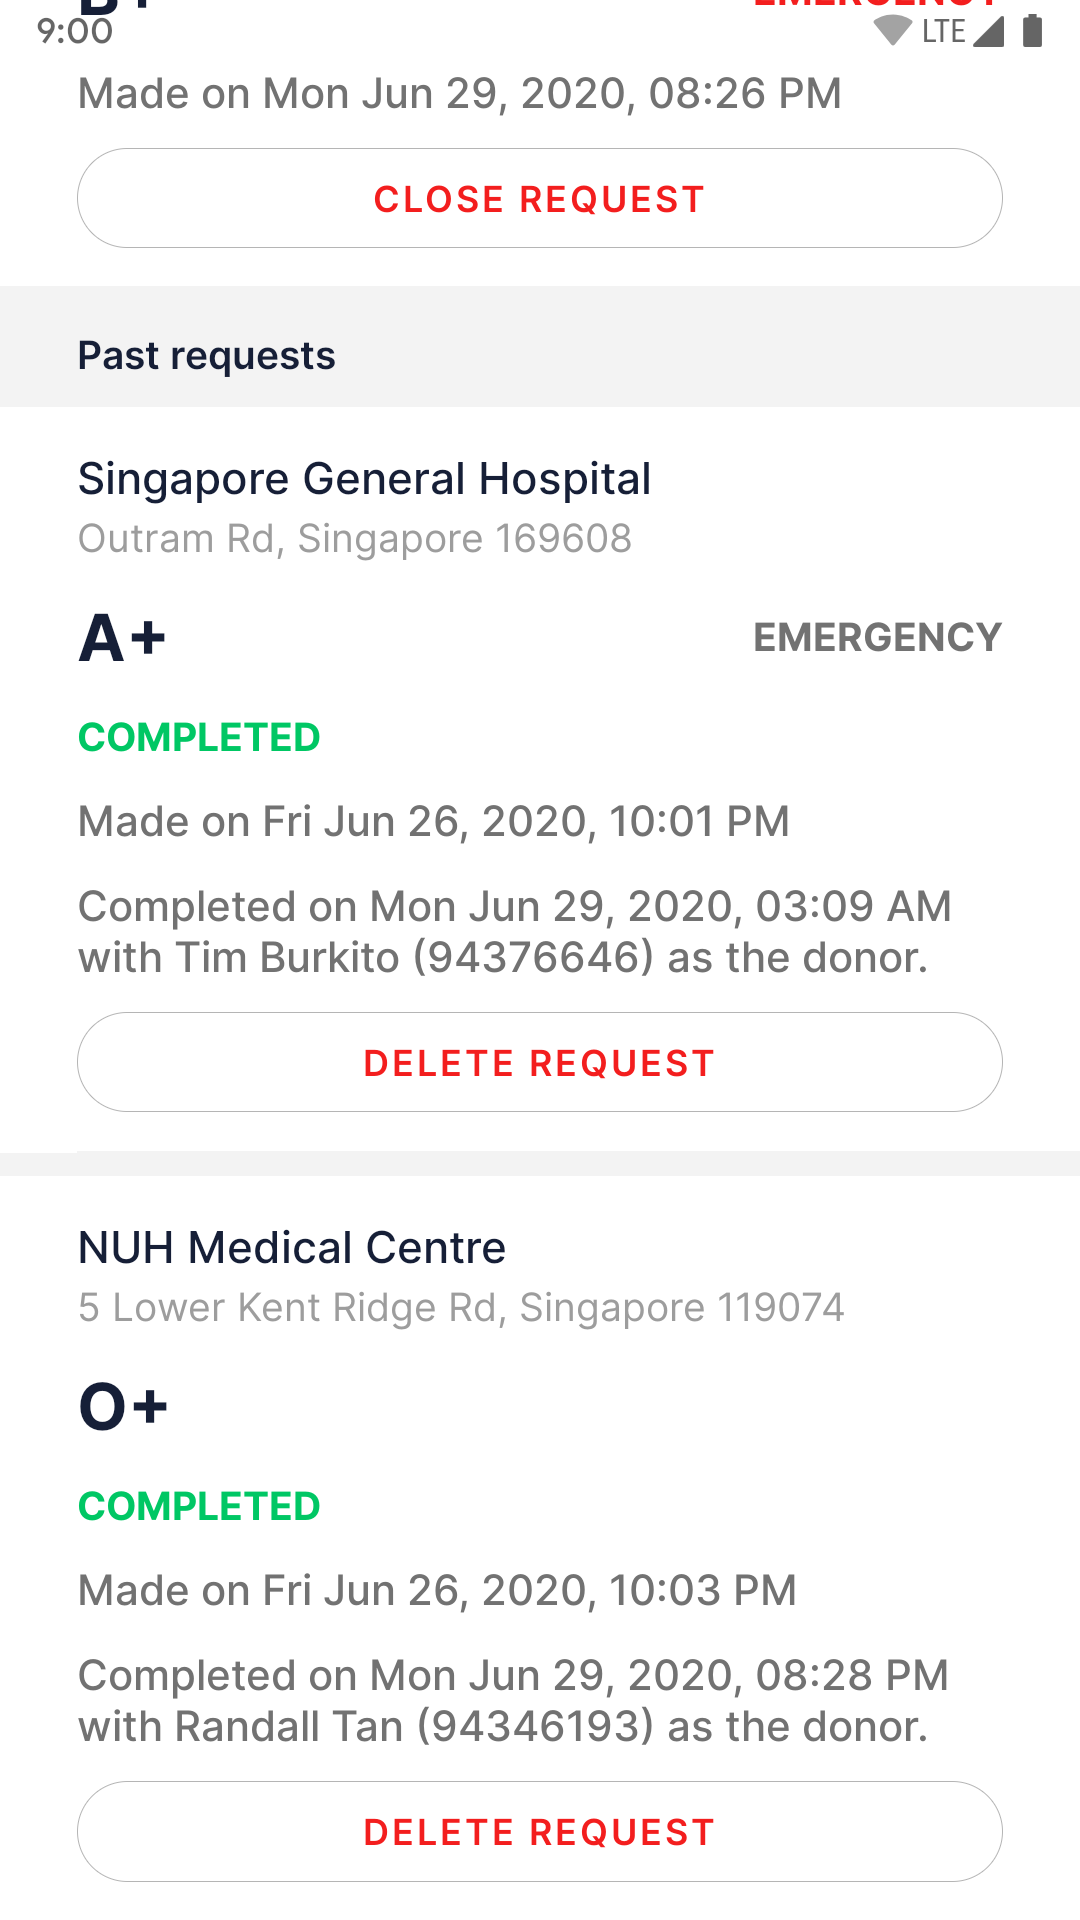 B+ EMERGENCY
9:00 LTE
Made on Mon Jun 29, 2020, 08:26 PM
CLOSE REQUEST
Past requests
Singapore General Hospital
Outram Rd, Singapore 169608
A+ EMERGENCY
COMPLETED
Made on Fri Jun 26, 2020, 10:01 PM
Completed on Mon Jun 29, 2020, 03:09 AM
with Tim Burkito (94376646) as the donor.
DELETE REQUEST
NUH Medical Centre
5 Lower Kent Ridge Rd, Singapore 119074
O+
COMPLETED
Made on Fri Jun 26, 2020, 10:03 PM
Completed on Mon Jun 29, 2020, 08:28 PM
with Randall Tan (94346193) as the donor.
DELETE REQUEST